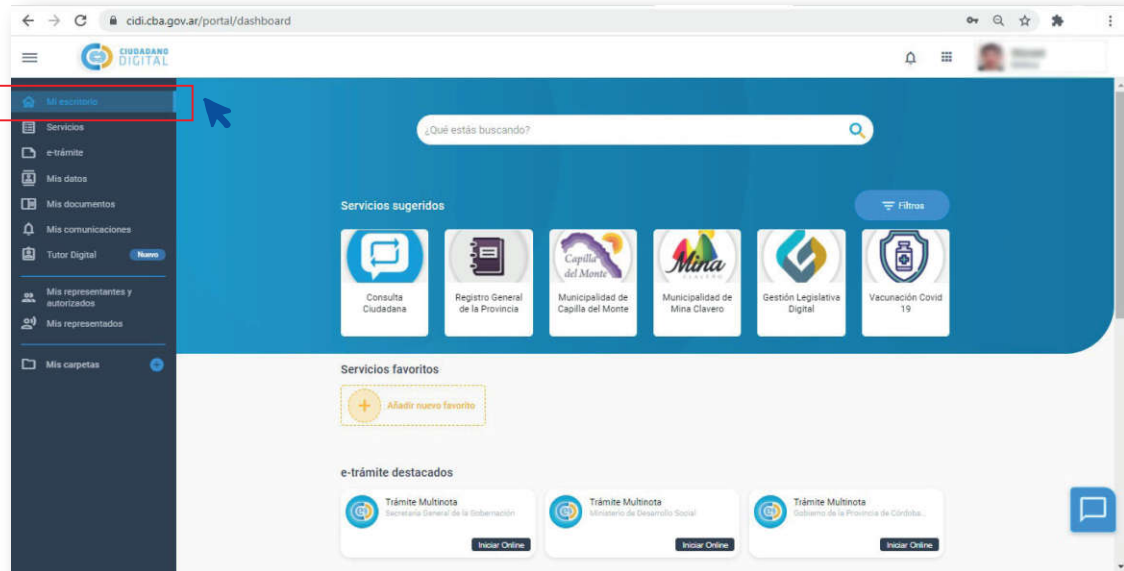 cidi.cba.gov.ar/portal/dashboard
CIUDADANO
DIGITAL
Mi escritorio
Servicios
e-trámite
Mis datos
Mis documentos
Mis comunicaciones
Tutor Digital Nuevo
Mis representantes y
autorizados
Mis representados
Mis carpetas
¿Qué estás buscando?
Servicios sugeridos
Filtros
Consulta
Ciudadana
Registro General
de la Provincia
Capilla
del Monte
Municipalidad de
Capilla del Monte
Mina
CLAVERO
Municipalidad de
Mina Clavero
Gestión Legislativa
Digital
Vacunación Covid
19
Servicios favoritos
Añadir nuevo favorito
e-trámite destacados
Trámite Multinota
Secretaría General de la Gobernación
Iniciar Online
Trámite Multinota
Ministerio de Desarrollo Social
Iniciar Online
Trámite Multinota
Gobierno de la Provincia de Córdoba...
Iniciar Online